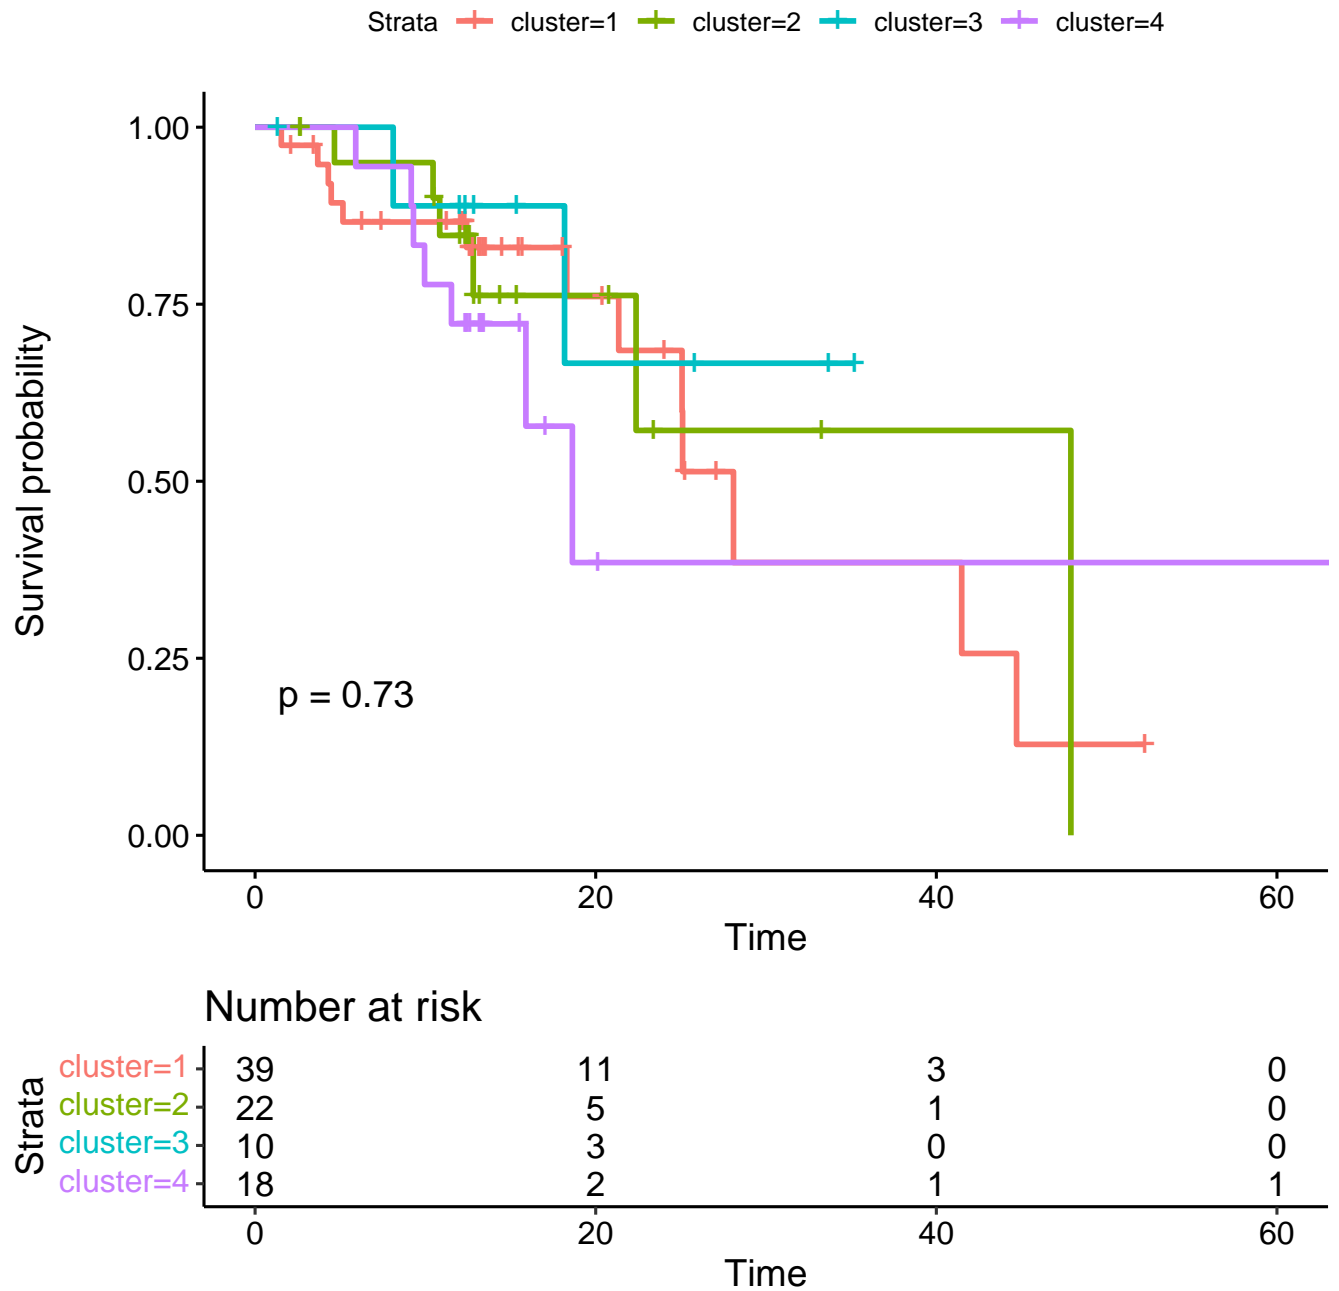 Strata cluster=1 cluster=2 cluster=3 cluster=4
Survival probability
1.00
0.75
0.50
0.25
0.00
p = 0.73
0 20 40 60
Time
Number at risk
Strata
cluster=1 39 11 3 0
cluster=2 22 5 1 0
cluster=3 10 3 0 0
cluster=4 18 2 1 1
0 20 40 60
Time